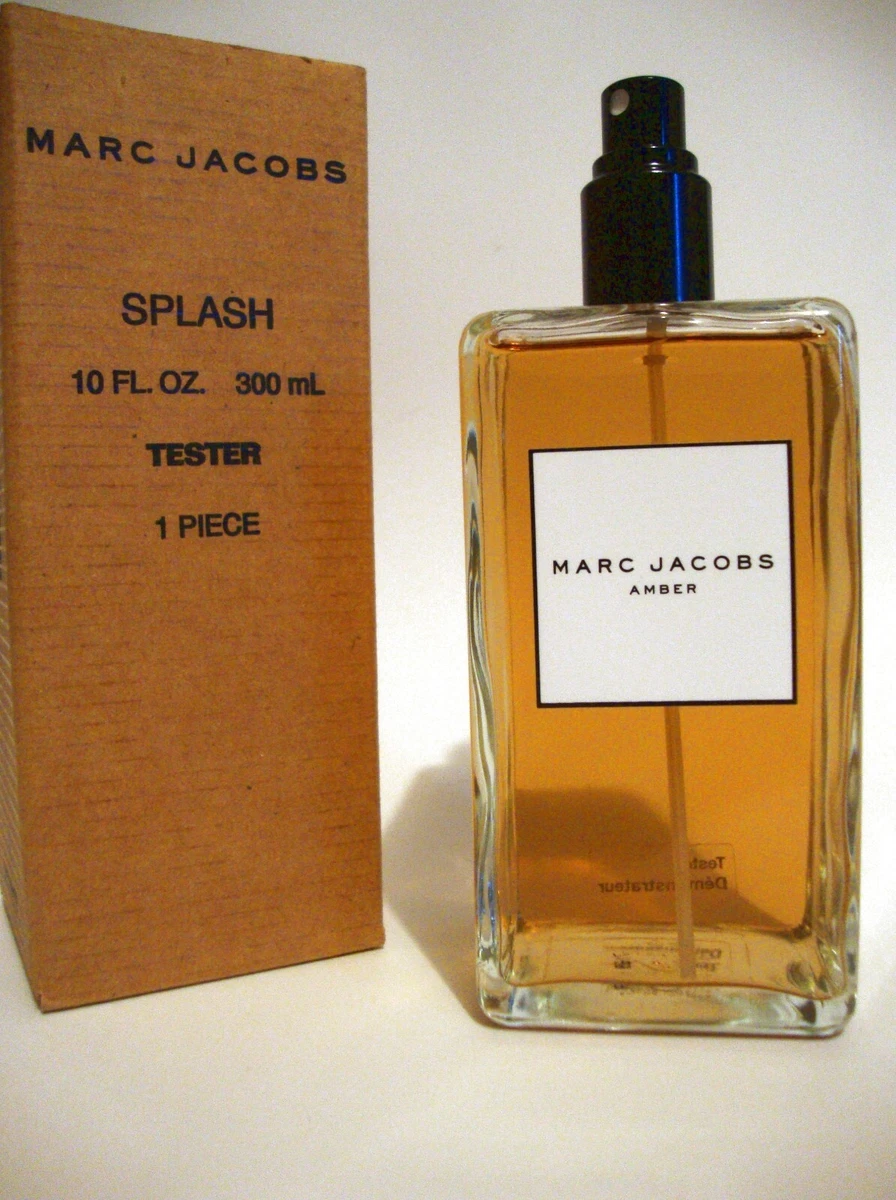 MARC JACOBS
SPLASH
10 FL. OZ. 300 mL
TESTER
1 PIECE
MARC JACOBS
AMBER